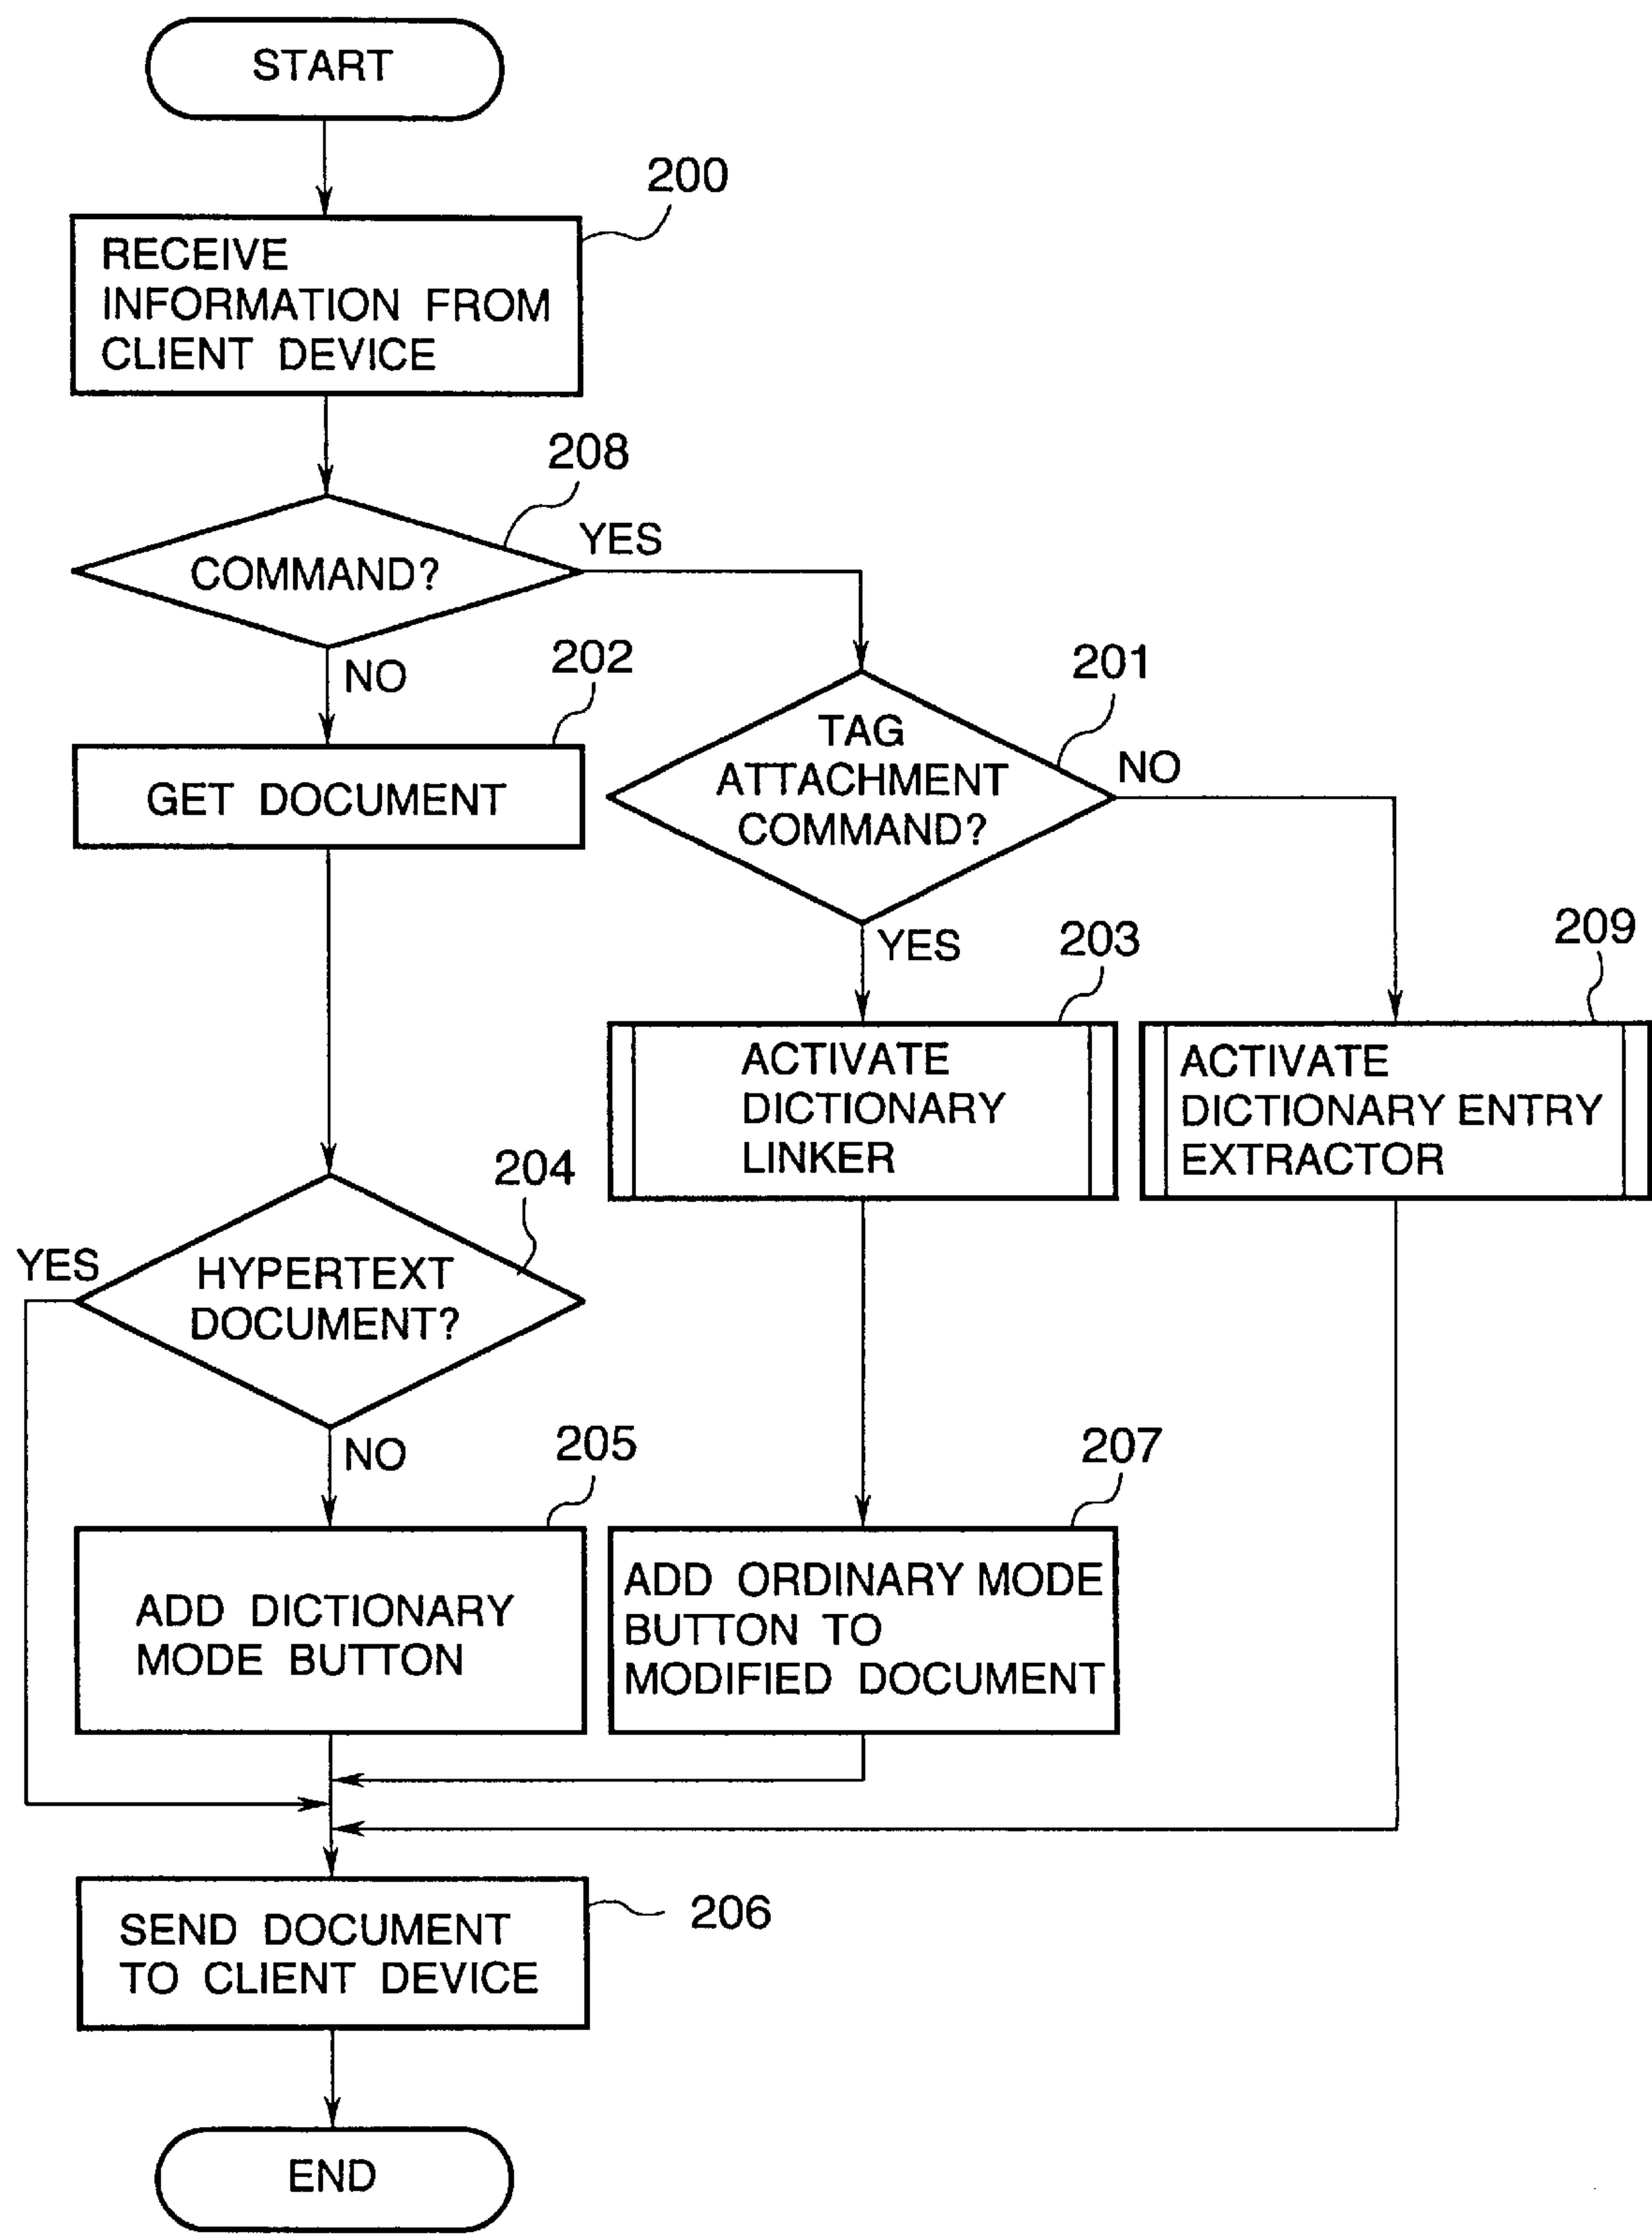 START
200
RECEIVE
INFORMATION FROM
CLIENT DEVICE
208
COMMAND?
YES
NO
202
GET DOCUMENT
201
TAG
ATTACHMENT
COMMAND?
NO
YES
203
ACTIVATE
DICTIONARY
LINKER
209
ACTIVATE
DICTIONARY ENTRY
EXTRACTOR
204
HYPERTEXT
DOCUMENT?
YES
NO
205
ADD DICTIONARY
MODE BUTTON
207
ADD ORDINARY MODE
BUTTON TO
MODIFIED DOCUMENT
206
SEND DOCUMENT
TO CLIENT DEVICE
END